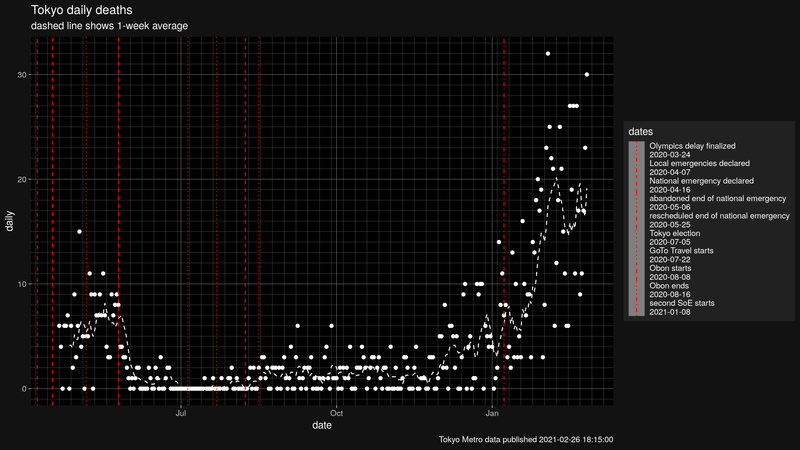 Tokyo daily deaths
dashed line shows 1-week average
30
20
10
0
daily
Jul
Oct
Jan
date
dates
Olympics delay finalized
2020-03-24
Local emergencies declared
2020-04-07
National emergency declared
2020-04-16
abandoned end of national emergency
2020-05-06
rescheduled end of national emergency
2020-05-25
Tokyo election
2020-07-05
GoTo Travel starts
2020-07-22
Obon starts
2020-08-08
Obon ends
2020-08-16
second SoE starts
2021-01-08
Tokyo Metro data published 2021-02-26 18:15:00